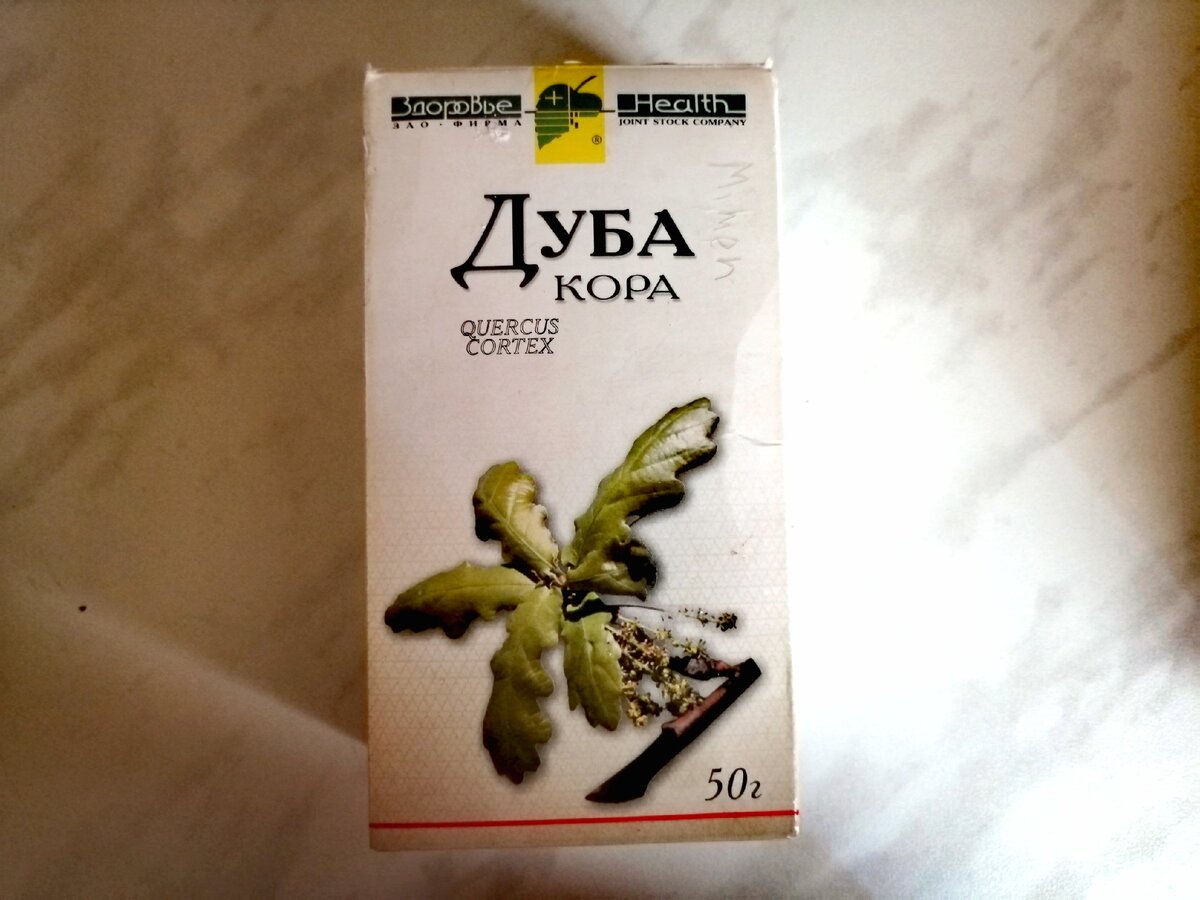 ЗдороВье
ЗАО · ФИРМА
Health
JOINT STOCK COMPANY
®
ДУБА
КОРА
QUERCUS
CORTEX
50г